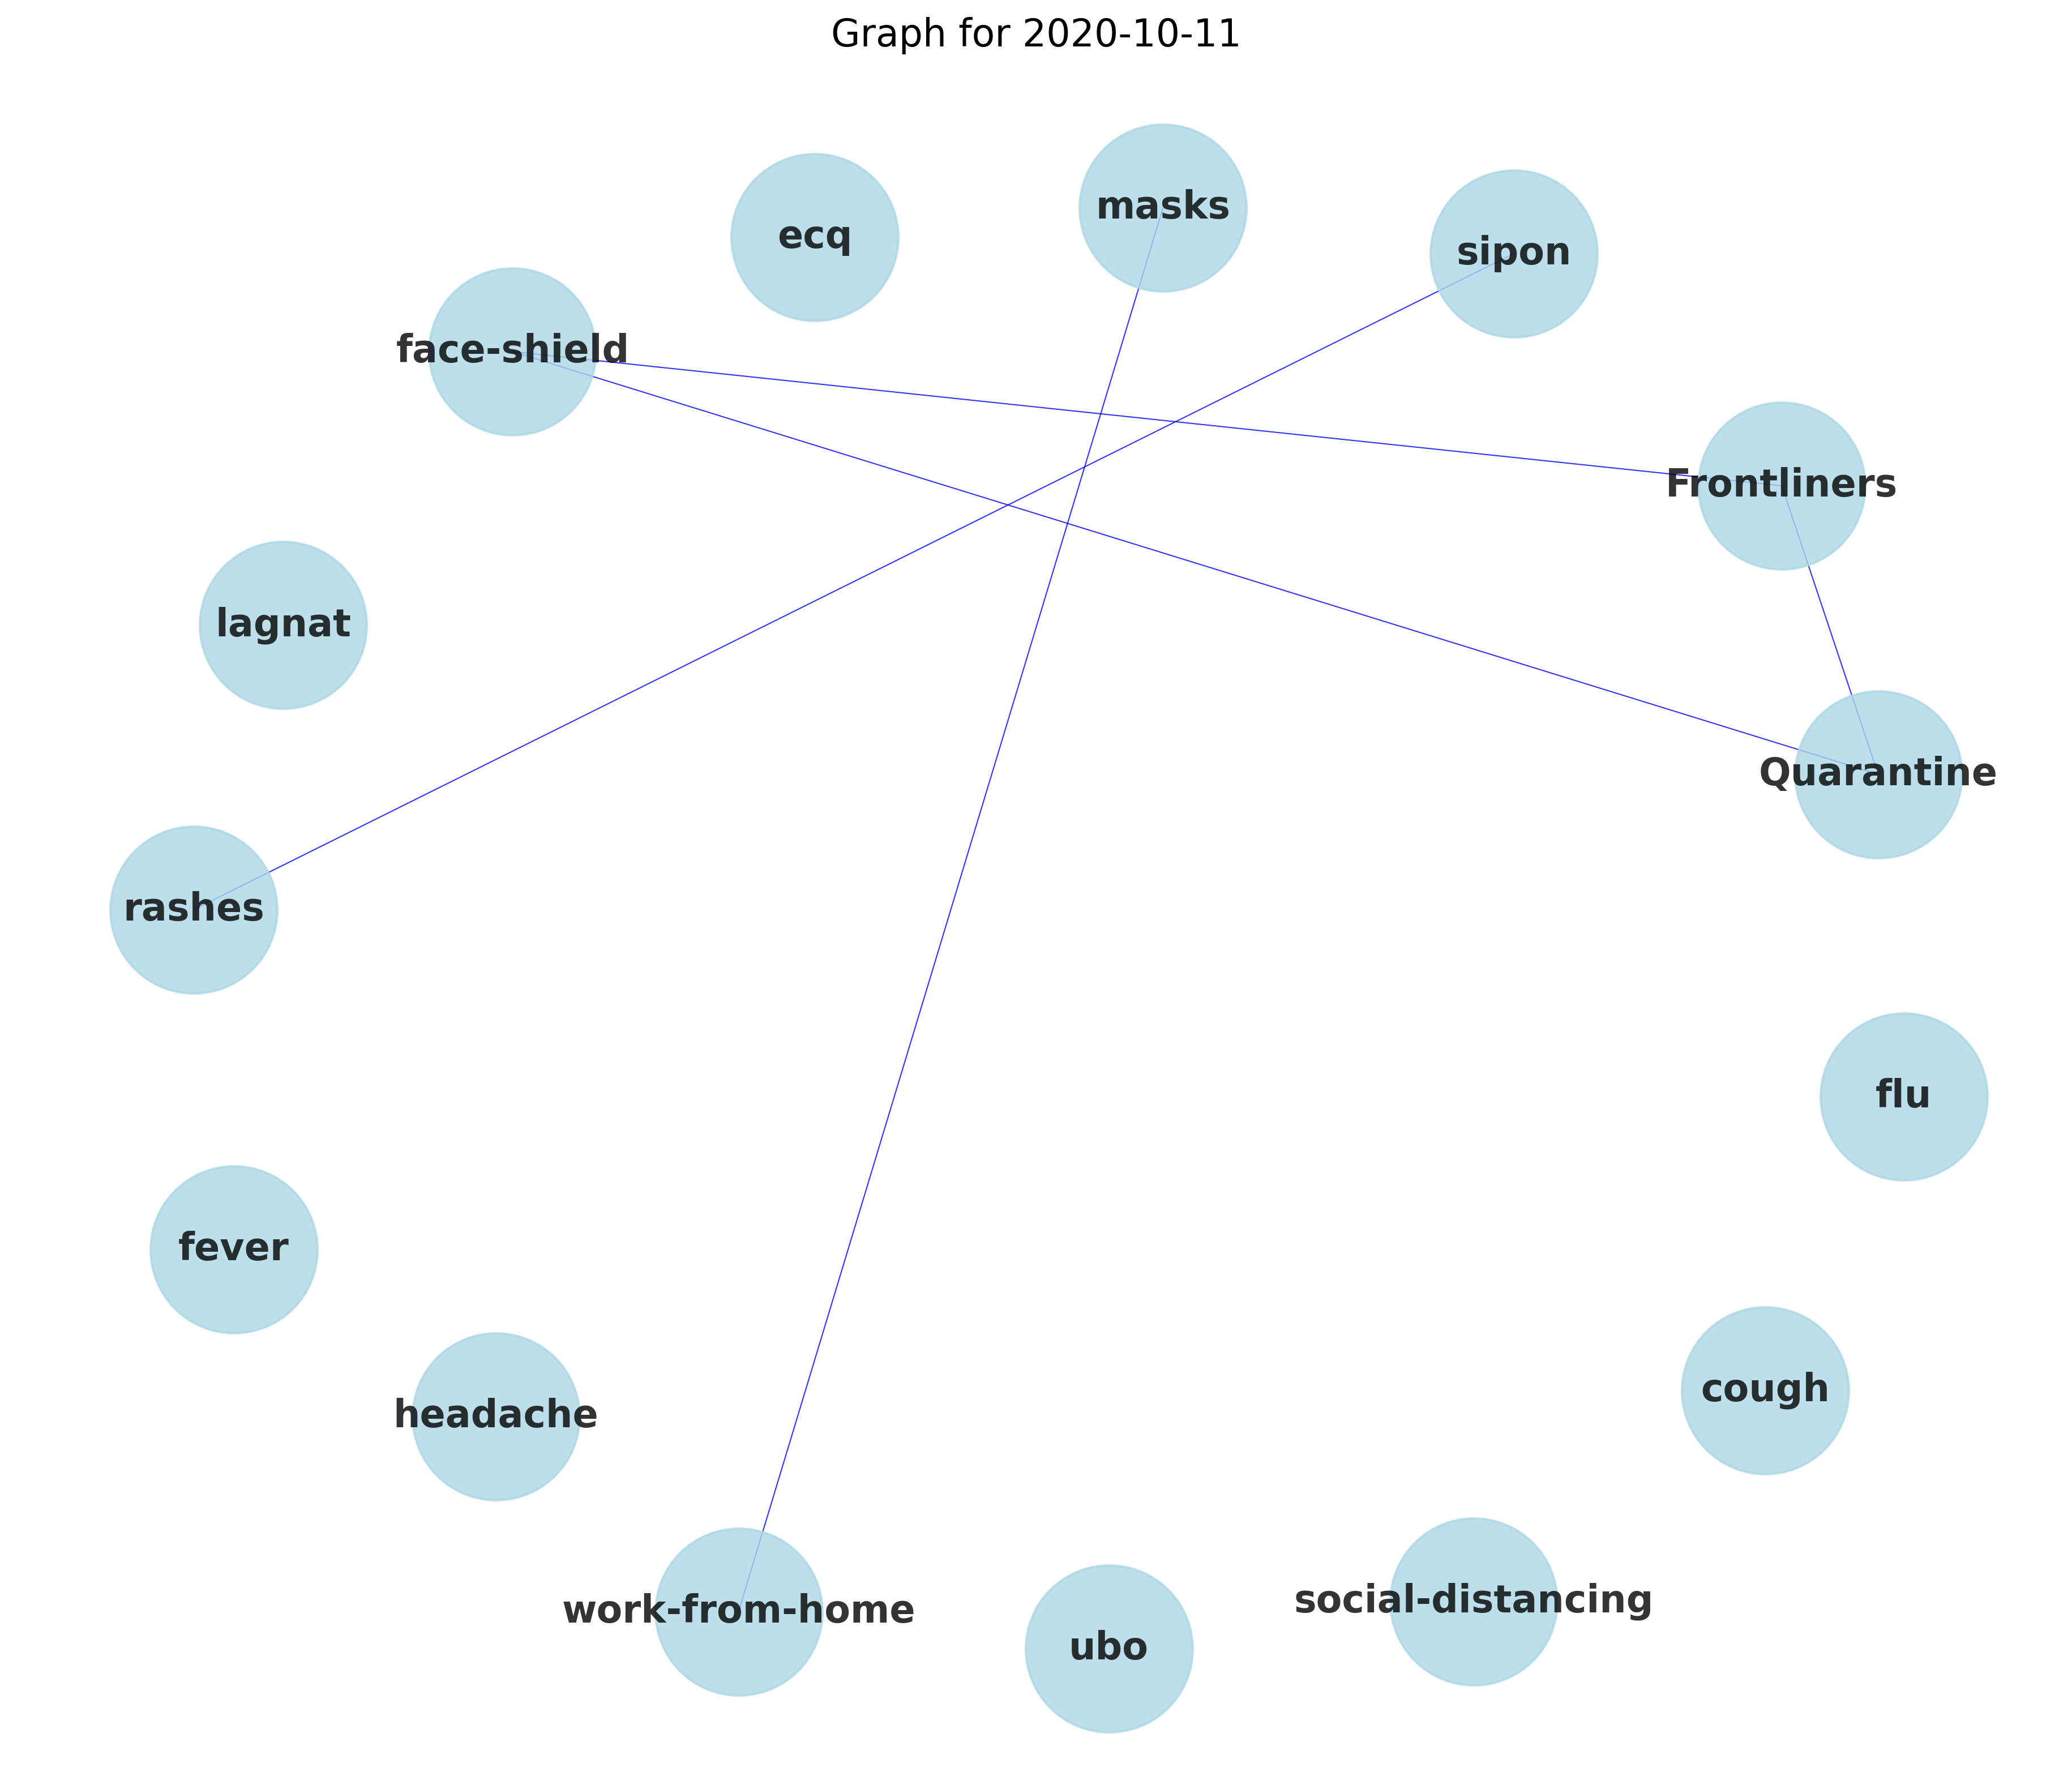 Graph for 2020-10-11
masks
ecq
sipon
face-shield
Frontliners
lagnat
Quarantine
rashes
flu
fever
cough
headache
social-distancing
work-from-home
ubo